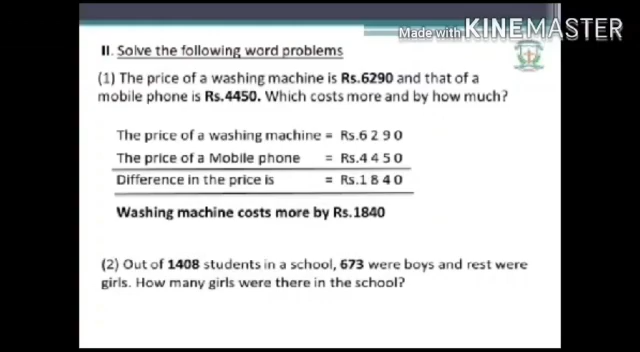 Made with KINEMASTER
II. Solve the following word problems
(1) The price of a washing machine is Rs.6290 and that of a
mobile phone is Rs.4450. Which costs more and by how much?
The price of a washing machine = Rs.6 2 9 0
The price of a Mobile phone = Rs.4 4 5 0
Difference in the price is = Rs.1 8 4 0
Washing machine costs more by Rs.1840
(2) Out of 1408 students in a school, 673 were boys and rest were
girls. How many girls were there in the school?